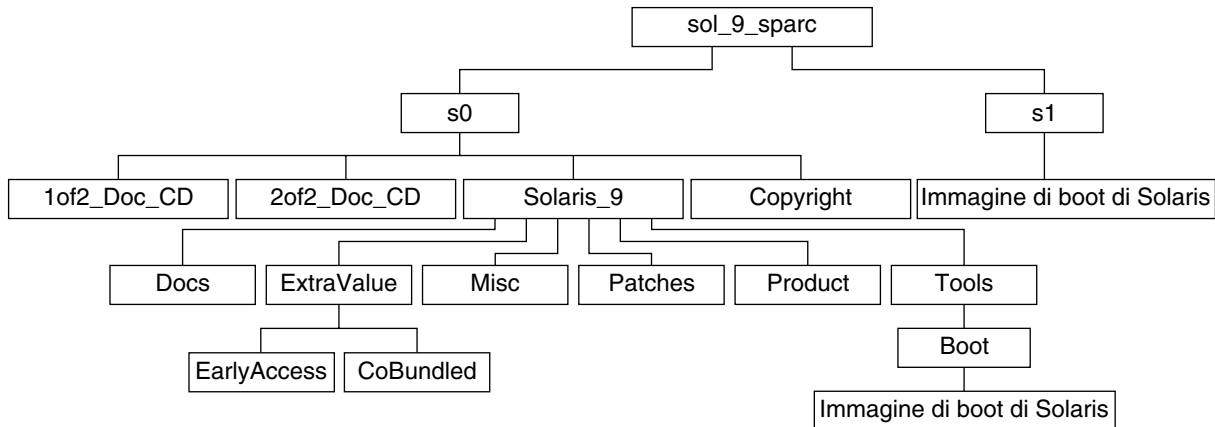 sol_9_sparc
s0
s1
1of2_Doc_CD
2of2_Doc_CD
Solaris_9
Copyright
Immagine di boot di Solaris
Docs
ExtraValue
Misc
Patches
Product
Tools
EarlyAccess
CoBundled
Boot
Immagine di boot di Solaris